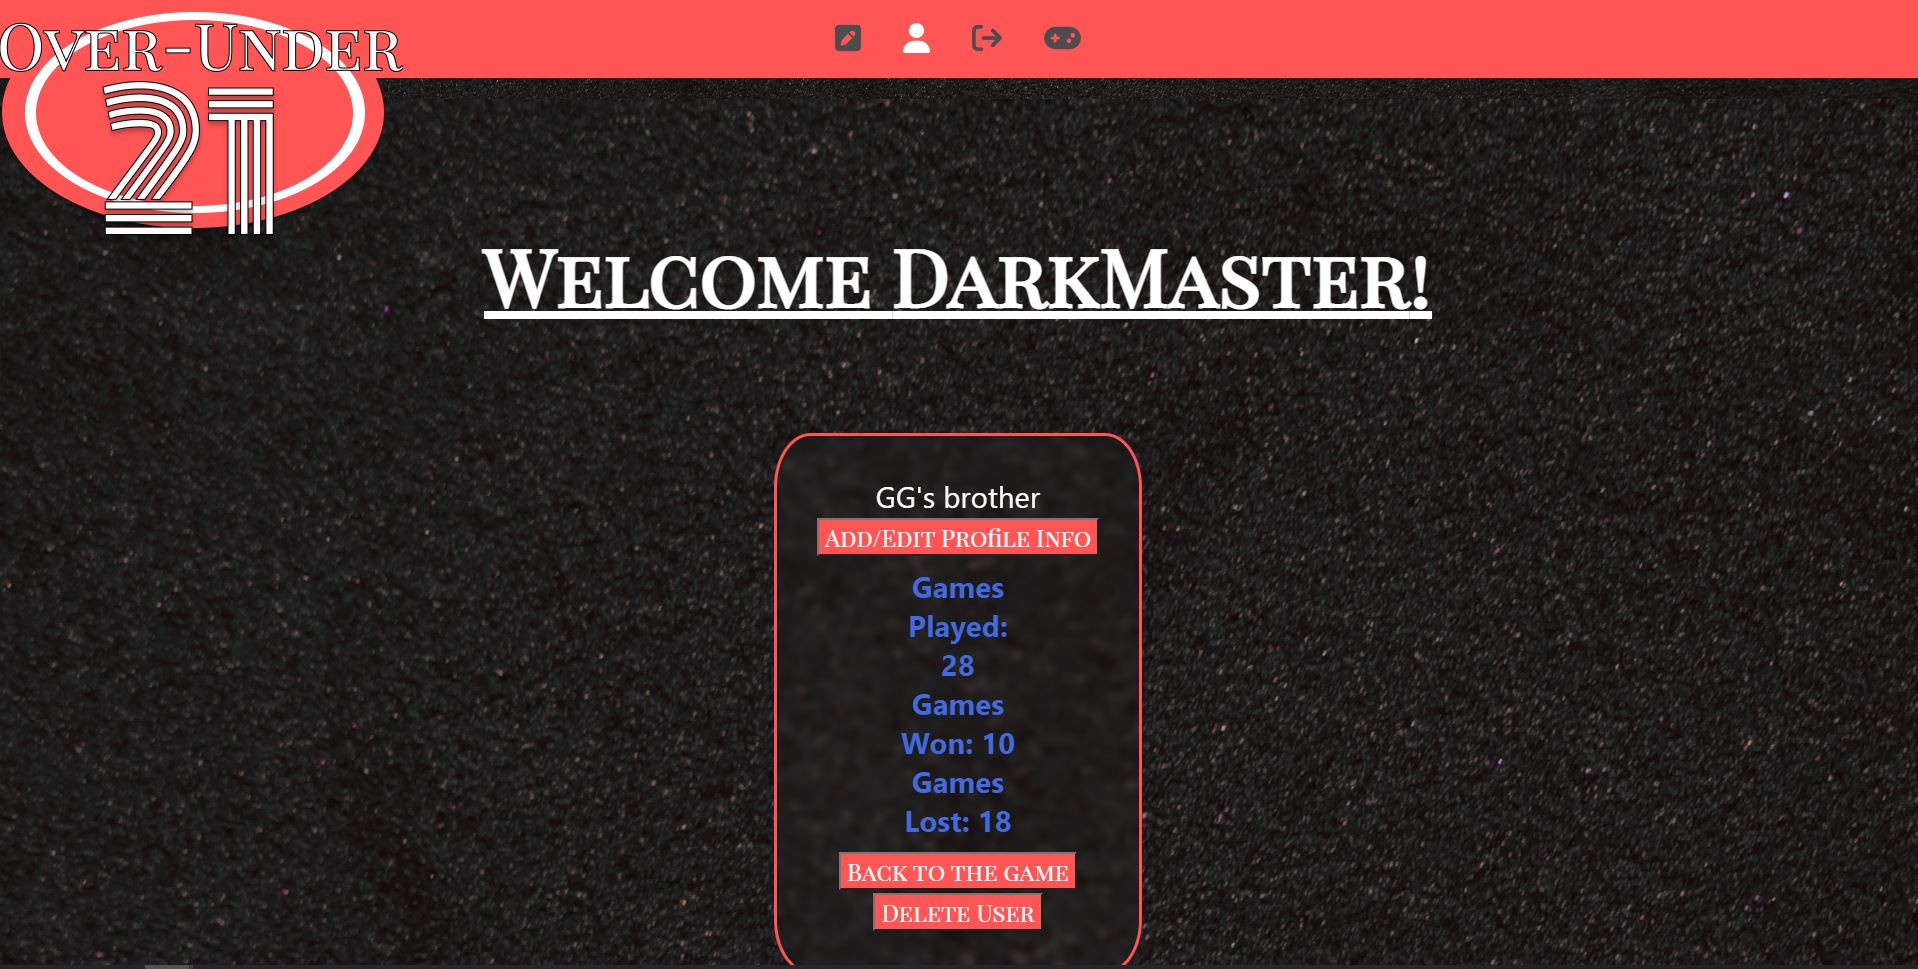 Over-Under
21
Welcome DarkMaster!
GG's brother
Add/Edit Profile Info
Games
Played:
28
Games
Won: 10
Games
Lost: 18
Back to the game
Delete User